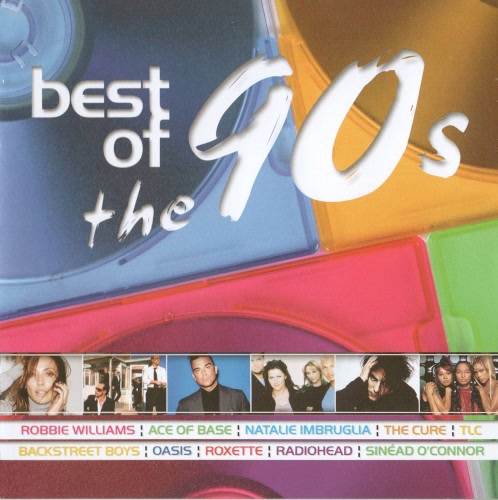 best
of
the 90s
ROBBIE WILLIAMS ¦ ACE OF BASE ¦ NATALIE IMBRUGLIA ¦ THE CURE ¦ TLC
BACKSTREET BOYS ¦ OASIS ¦ ROXETTE ¦ RADIOHEAD ¦ SINÉAD O'CONNOR